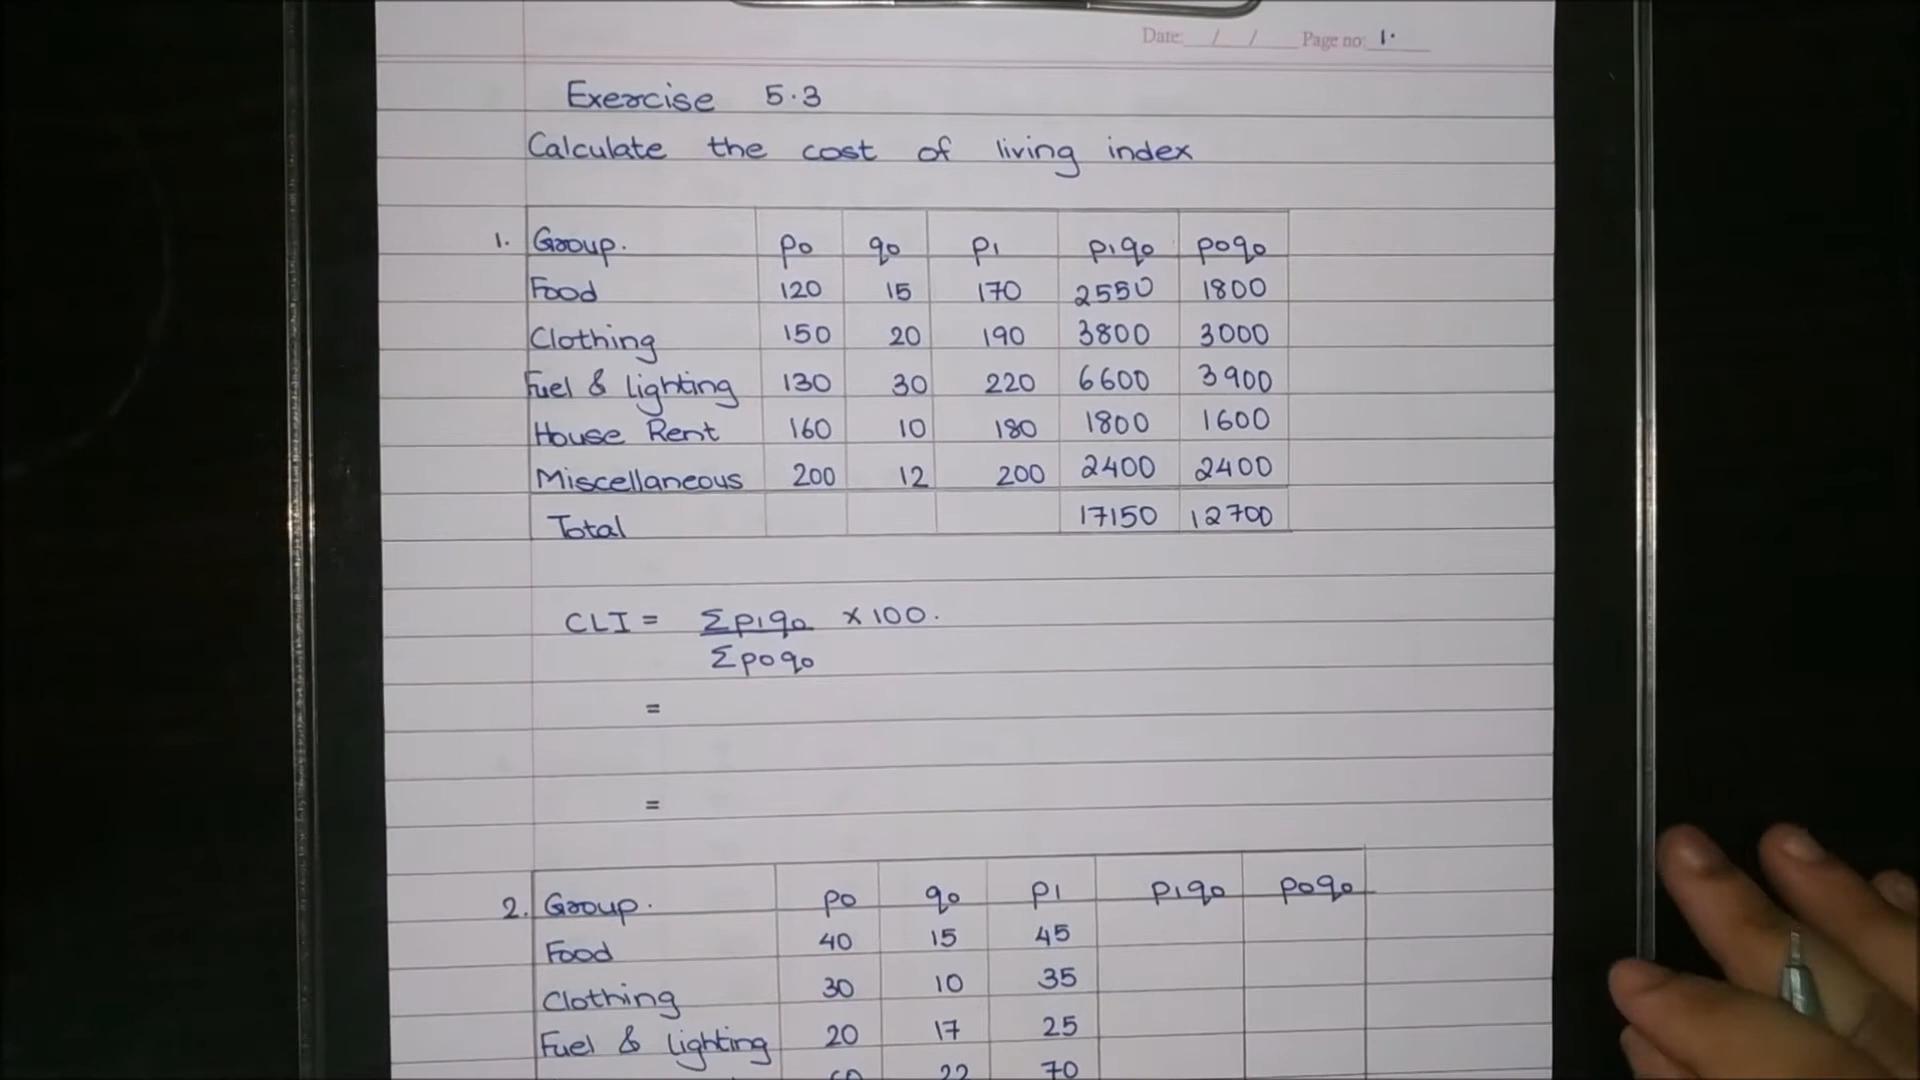 Date: / / Page no: 1.
Exercise 5.3
Calculate the cost of living index
1. Group. p0 q0 p1 p1q0 p0q0
Food 120 15 170 2550 1800
Clothing 150 20 190 3800 3000
Fuel & lighting 130 30 220 6600 3900
House Rent 160 10 180 1800 1600
Miscellaneous 200 12 200 2400 2400
Total 17150 12700
CLI = Σp1q0 × 100.
Σp0q0
=
=
2. Group. p0 q0 p1 p1q0 p0q0
Food 40 15 45
Clothing 30 10 35
Fuel & lighting 20 17 25
22 70